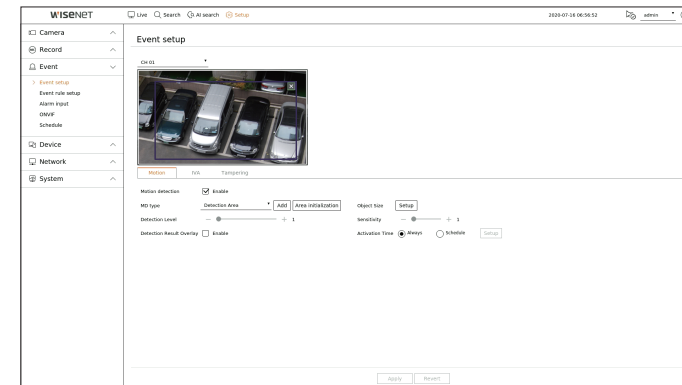 WISENET
Live Search AI search Setup 2020-07-16 06:56:52 admin
Camera
Record
Event
Event setup
Event rule setup
Alarm input
ONVIF
Schedule
Device
Network
System
Event setup
CH 01
Motion IVA Tampering
Motion detection Enable
MD type Detection Area Add Area initialization Object Size Setup
Detection Level 1 Sensitivity 1
Detection Result Overlay Enable Activation Time Always Schedule Setup
Apply Revert